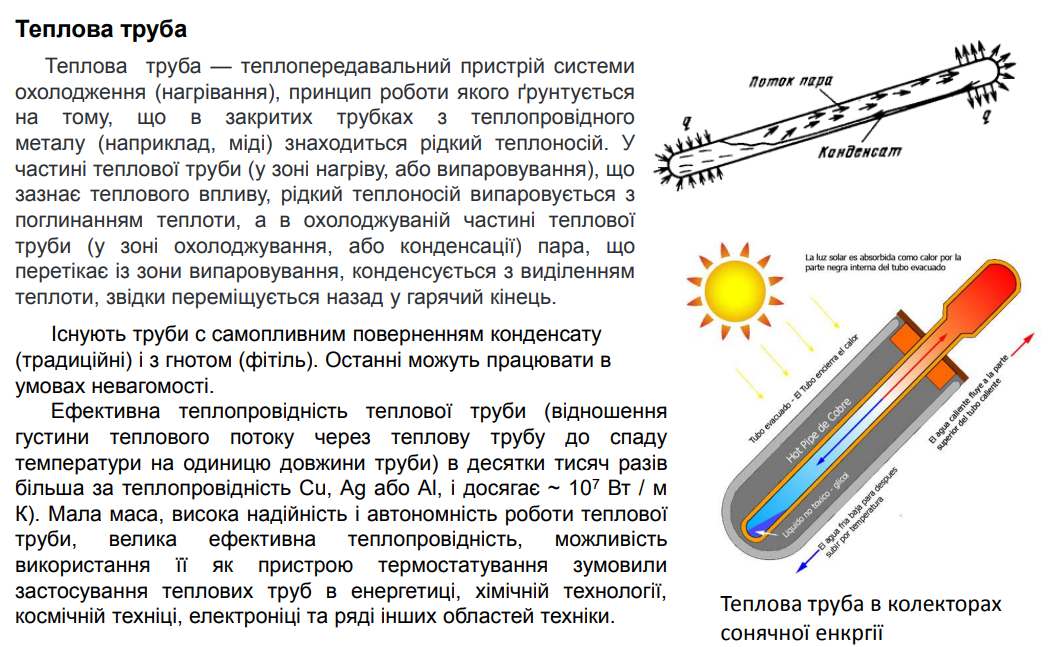 Теплова труба
Теплова труба — теплопередавальний пристрій системи
охолодження (нагрівання), принцип роботи якого ґрунтується
на тому, що в закритих трубках з теплопровідного
металу (наприклад, міді) знаходиться рідкий теплоносій. У
частині теплової труби (у зоні нагріву, або випаровування), що
зазнає теплового впливу, рідкий теплоносій випаровується з
поглинанням теплоти, а в охолоджуваній частині теплової
труби (у зоні охолоджування, або конденсації) пара, що
перетікає із зони випаровування, конденсується з виділенням
теплоти, звідки переміщується назад у гарячий кінець.
Існують труби с самопливним поверненням конденсату
(традиційні) і з гнотом (фітіль). Останні можуть працювати в
умовах невагомості.
Ефективна теплопровідність теплової труби (відношення
густини теплового потоку через теплову трубу до спаду
температури на одиницю довжини труби) в десятки тисяч разів
більша за теплопровідність Cu, Ag або Al, і досягає ~ 10⁷ Вт / м
К). Мала маса, висока надійність і автономність роботи теплової
труби, велика ефективна теплопровідність, можливість
використання її як пристрою термостатування зумовили
застосування теплових труб в енергетиці, хімічній технології,
космічній техніці, електроніці та ряді інших областей техніки.
q
Поток пара
Конденсат
q
La luz solar es absorbida como calor por la
parte negra interna del tubo evacuado
Tubo evacuado - El Tubo encierra el calor
Hot Pipe de Cobre
Liquido no toxico - glicol
El agua caliente fluye a la parte
superior del tubo caliente
El agua fria baja para despues
subir por temperatura
Теплова труба в колекторах
сонячної енкргії